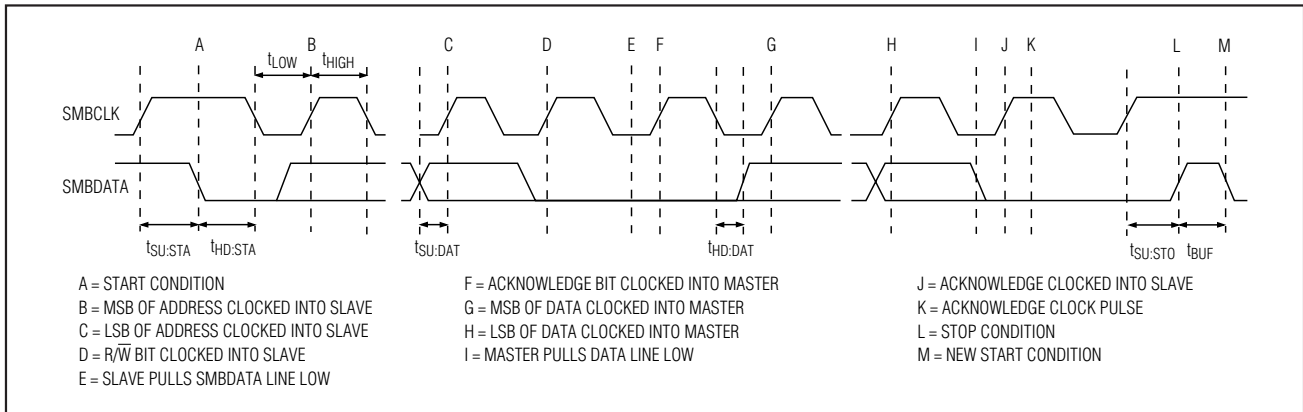 A B C D E F G H I J K L M
tLOW tHIGH
SMBCLK
SMBDATA
tSU:STA tHD:STA tSU:DAT tHD:DAT tSU:STO tBUF
A = START CONDITION
B = MSB OF ADDRESS CLOCKED INTO SLAVE
C = LSB OF ADDRESS CLOCKED INTO SLAVE
D = R/W̅ BIT CLOCKED INTO SLAVE
E = SLAVE PULLS SMBDATA LINE LOW
F = ACKNOWLEDGE BIT CLOCKED INTO MASTER
G = MSB OF DATA CLOCKED INTO MASTER
H = LSB OF DATA CLOCKED INTO MASTER
I = MASTER PULLS DATA LINE LOW
J = ACKNOWLEDGE CLOCKED INTO SLAVE
K = ACKNOWLEDGE CLOCK PULSE
L = STOP CONDITION
M = NEW START CONDITION